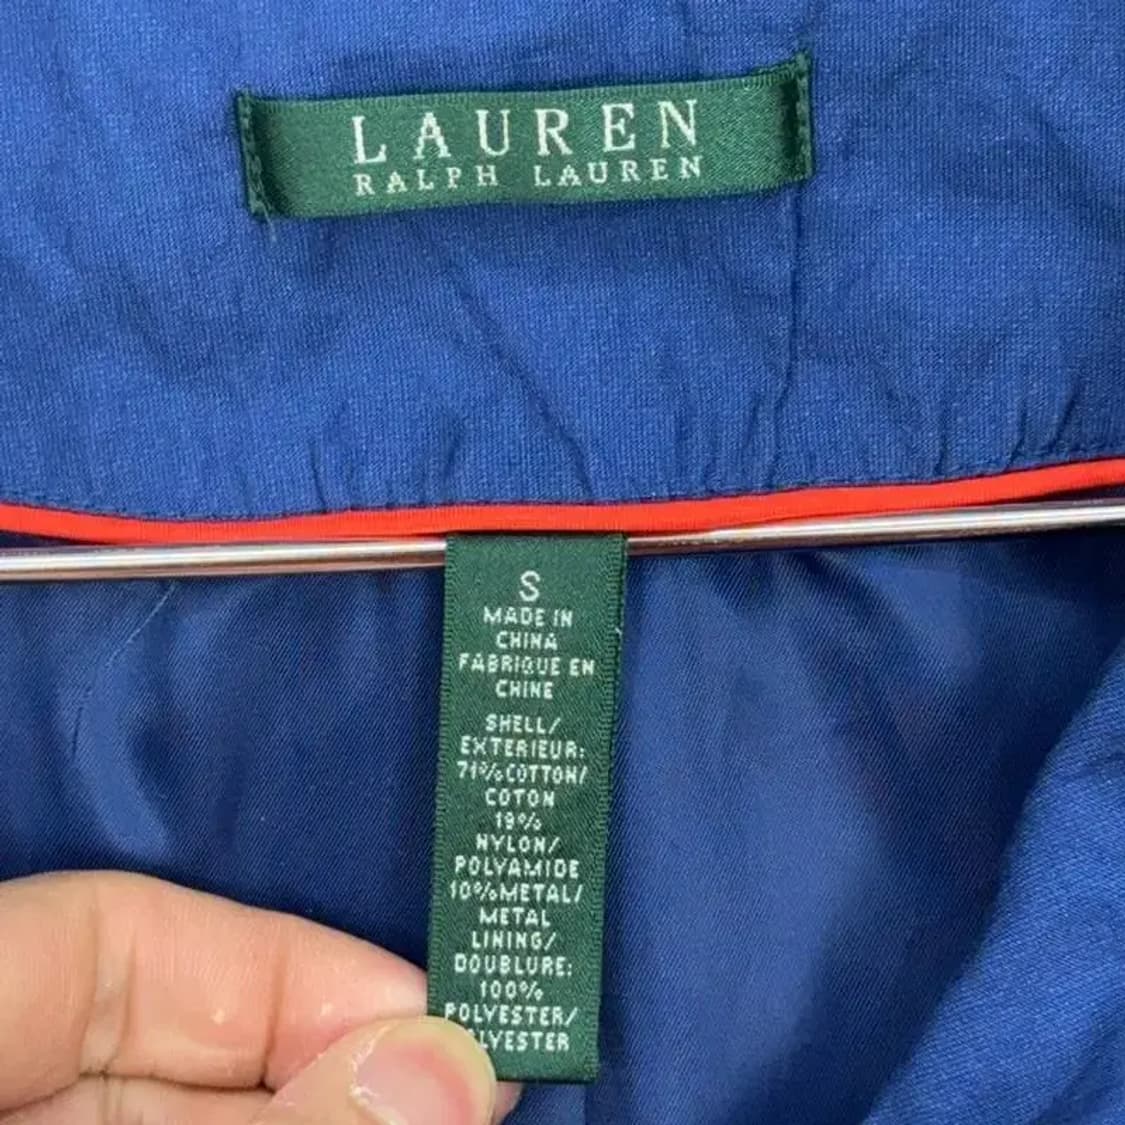 LAUREN
RALPH LAUREN
S
MADE IN
CHINA
FABRIQUE EN
CHINE
SHELL/
EXTERIEUR:
71%COTTON/
COTON
19%
NYLON/
POLYAMIDE
10%METAL/
METAL
LINING/
DOUBLURE:
100%
POLYESTER/
LYESTER